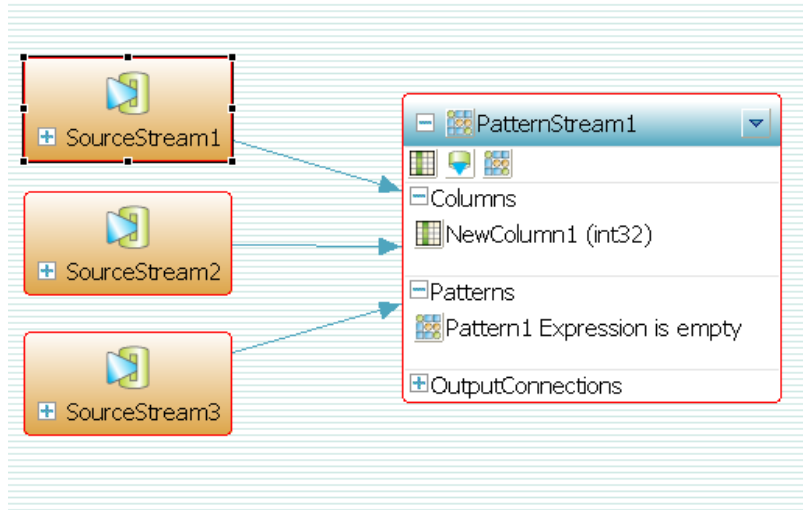 SourceStream1
SourceStream2
SourceStream3
PatternStream1
Columns
NewColumn1 (int32)
Patterns
Pattern1 Expression is empty
OutputConnections